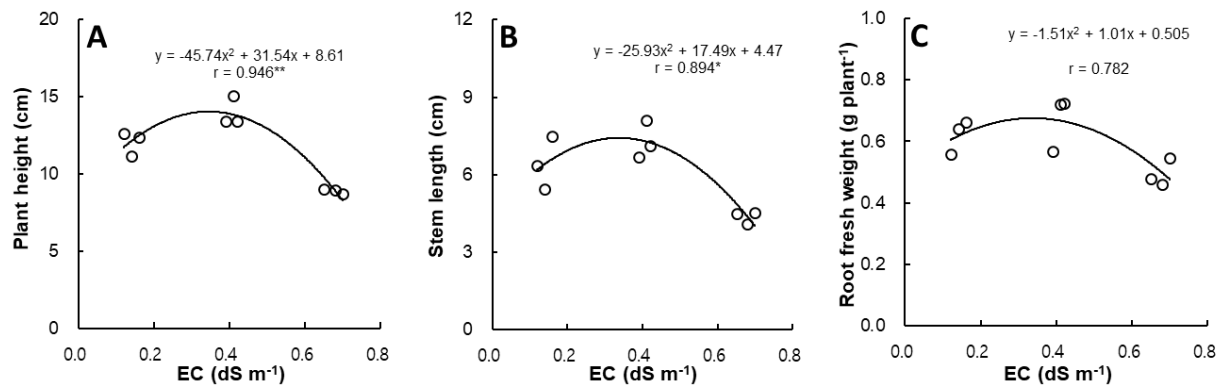 A
y = -45.74x² + 31.54x + 8.61
r = 0.946**
Plant height (cm)
20
15
10
5
0
0.0 0.2 0.4 0.6 0.8
EC (dS m⁻¹)
B
y = -25.93x² + 17.49x + 4.47
r = 0.894*
Stem length (cm)
12
9
6
3
0
0.0 0.2 0.4 0.6 0.8
EC (dS m⁻¹)
C
y = -1.51x² + 1.01x + 0.505
r = 0.782
Root fresh weight (g plant⁻¹)
1.0
0.8
0.6
0.4
0.2
0.0
0.0 0.2 0.4 0.6 0.8
EC (dS m⁻¹)